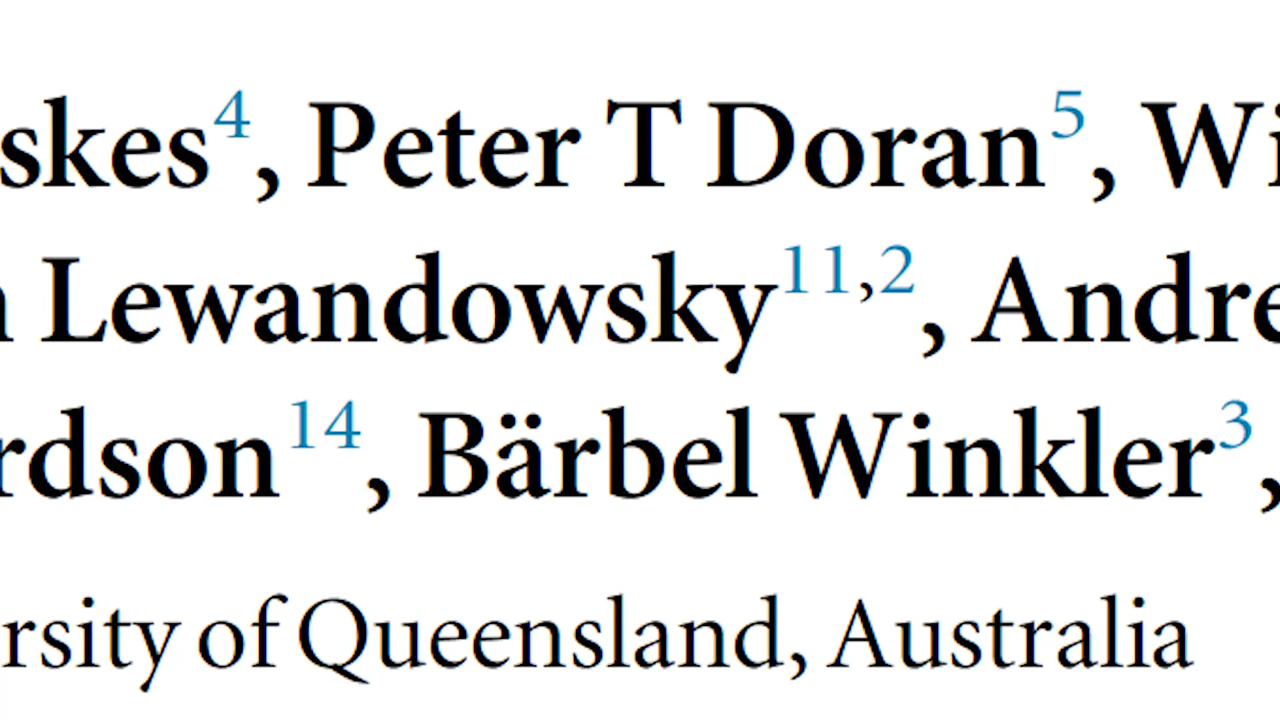 skes4, Peter T Doran5, Wi
n Lewandowsky11,2, Andre
rdson14, Bärbel Winkler3,
rsity of Queensland, Australia